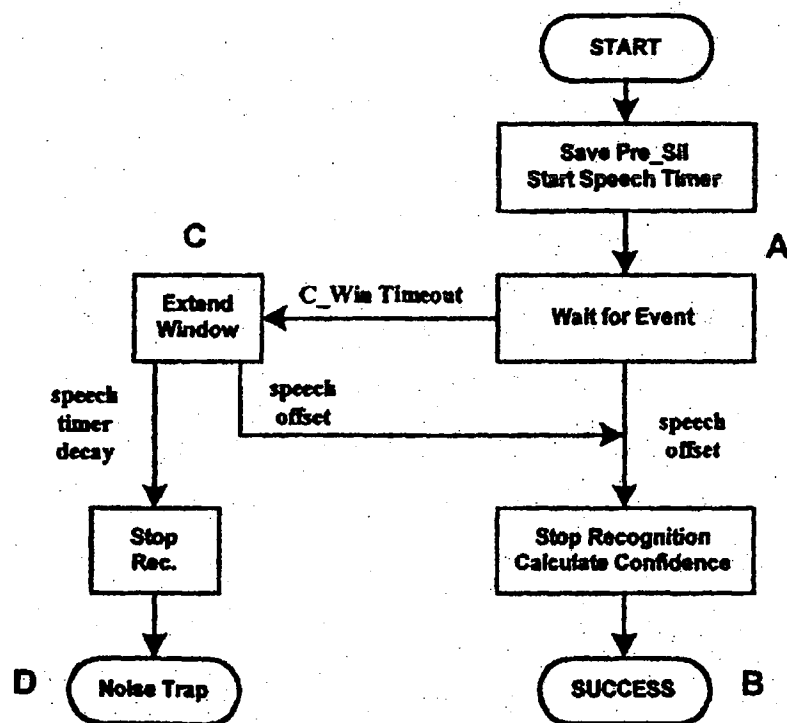 START
Save Pre_Sil
Start Speech Timer
C
A
Extend
Window
C_Win Timeout
Wait for Event
speech
timer
decay
speech
offset
speech
offset
Stop
Rec.
Stop Recognition
Calculate Confidence
D
Noise Trap
SUCCESS
B